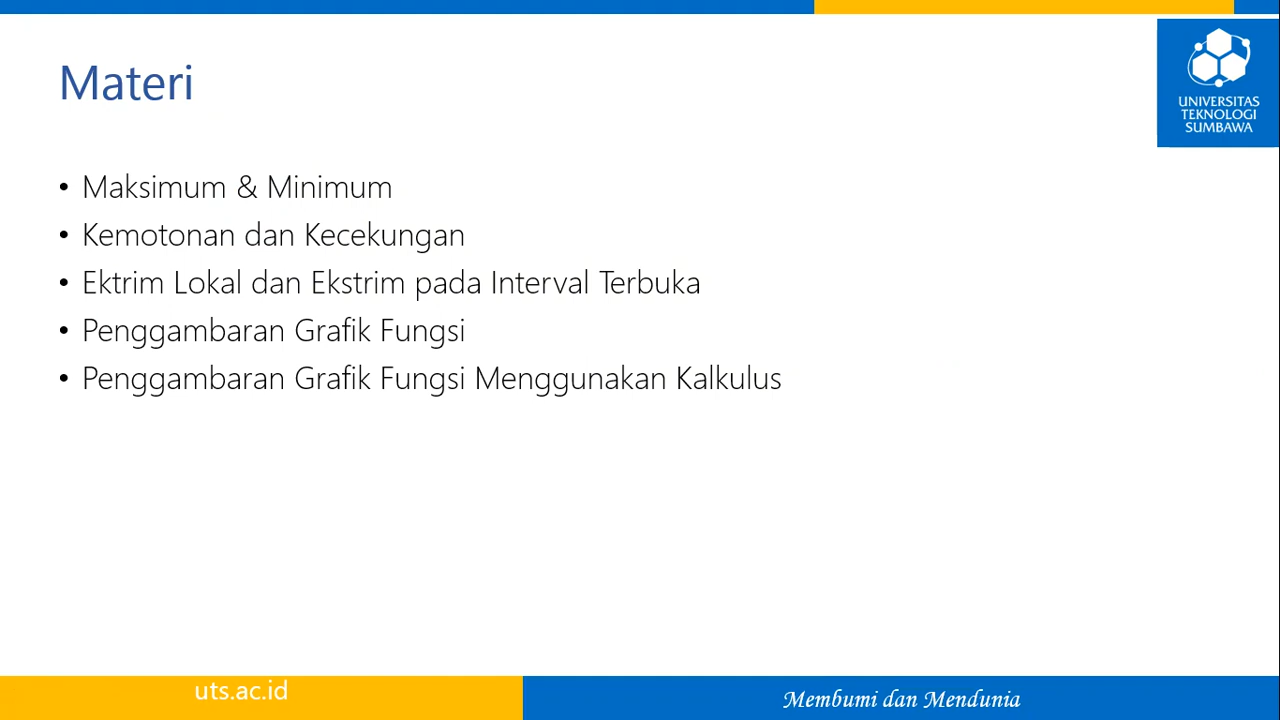 Materi
UNIVERSITAS
TEKNOLOGI
SUMBAWA
• Maksimum & Minimum
• Kemotonan dan Kecekungan
• Ektrim Lokal dan Ekstrim pada Interval Terbuka
• Penggambaran Grafik Fungsi
• Penggambaran Grafik Fungsi Menggunakan Kalkulus
uts.ac.id
Membumi dan Mendunia